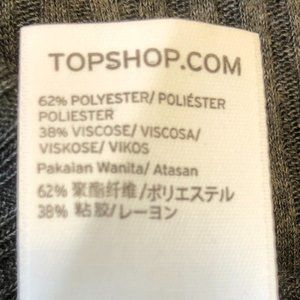 TOPSHOP.COM
62% POLYESTER/ POLIÉSTER
POLIESTER
38% VISCOSE/ VISCOSA/
VISKOSE/ VIKOS
Pakaian Wanita/ Atasan
62% 聚酯纤维/ポリエステル
38% 粘胶/レーヨン